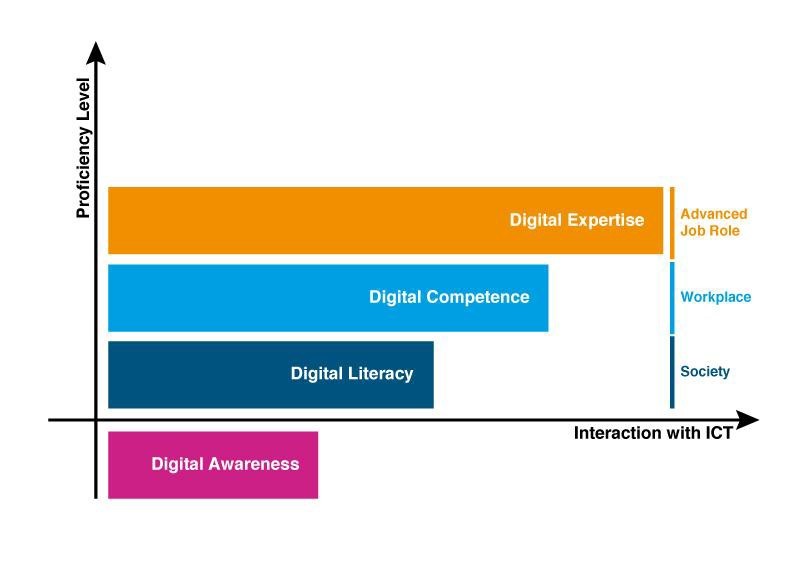 Proficiency Level
Digital Expertise
Advanced
Job Role
Digital Competence
Workplace
Digital Literacy
Society
Interaction with ICT
Digital Awareness